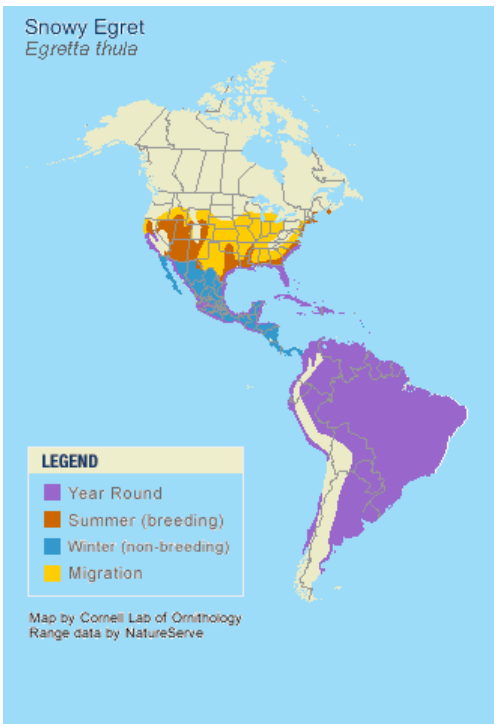 Snowy Egret
Egretta thula
LEGEND
Year Round
Summer (breeding)
Winter (non-breeding)
Migration
Map by Cornell Lab of Ornithology
Range data by NatureServe